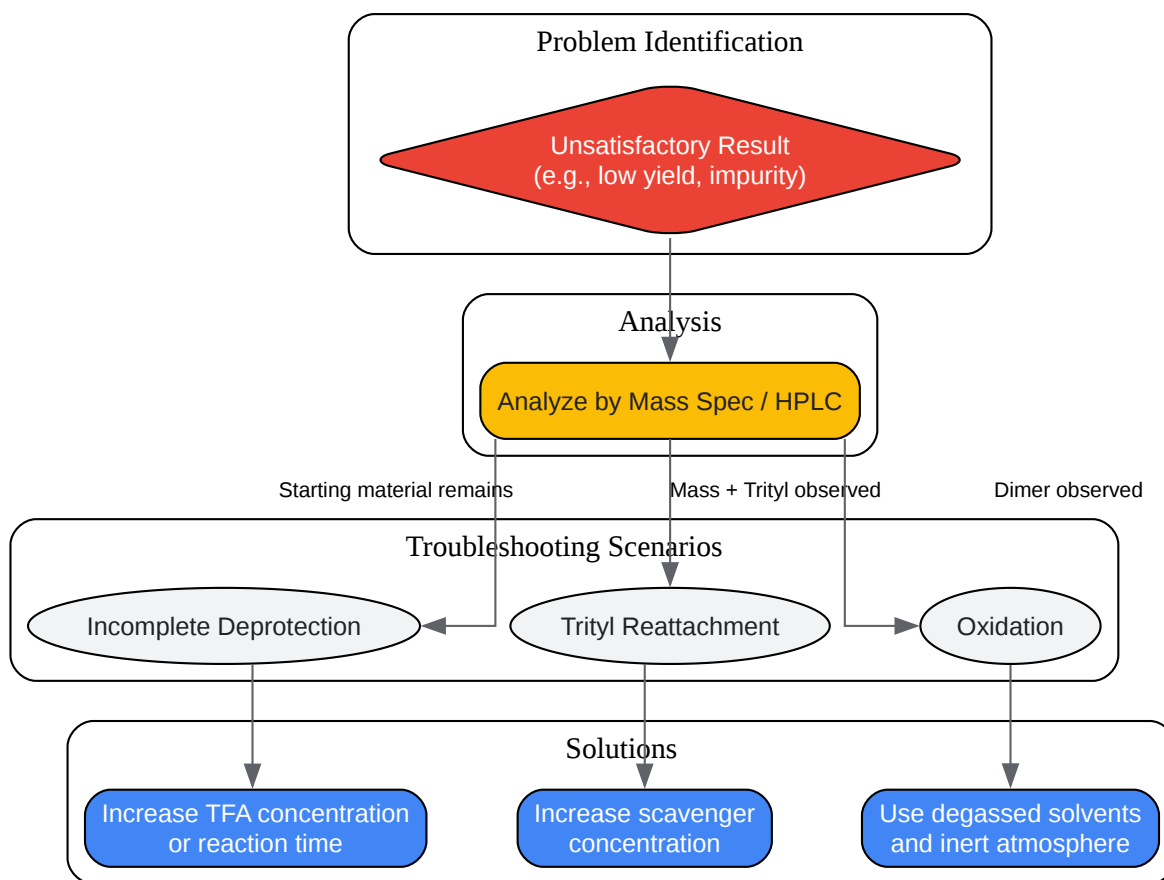 Problem Identification
Unsatisfactory Result
(e.g., low yield, impurity)
Analysis
Analyze by Mass Spec / HPLC
Starting material remains
Mass + Trityl observed
Dimer observed
Troubleshooting Scenarios
Incomplete Deprotection
Trityl Reattachment
Oxidation
Solutions
Increase TFA concentration
or reaction time
Increase scavenger
concentration
Use degassed solvents
and inert atmosphere